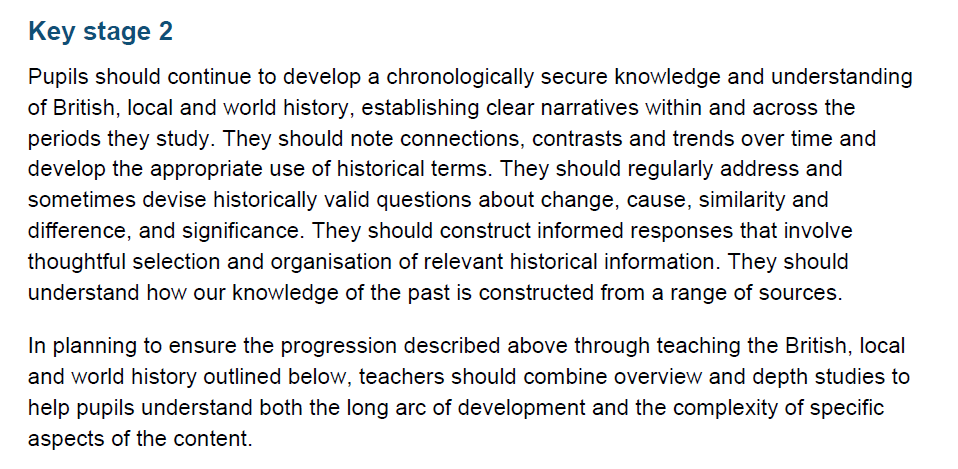 Key stage 2
Pupils should continue to develop a chronologically secure knowledge and understanding
of British, local and world history, establishing clear narratives within and across the
periods they study. They should note connections, contrasts and trends over time and
develop the appropriate use of historical terms. They should regularly address and
sometimes devise historically valid questions about change, cause, similarity and
difference, and significance. They should construct informed responses that involve
thoughtful selection and organisation of relevant historical information. They should
understand how our knowledge of the past is constructed from a range of sources.
In planning to ensure the progression described above through teaching the British, local
and world history outlined below, teachers should combine overview and depth studies to
help pupils understand both the long arc of development and the complexity of specific
aspects of the content.